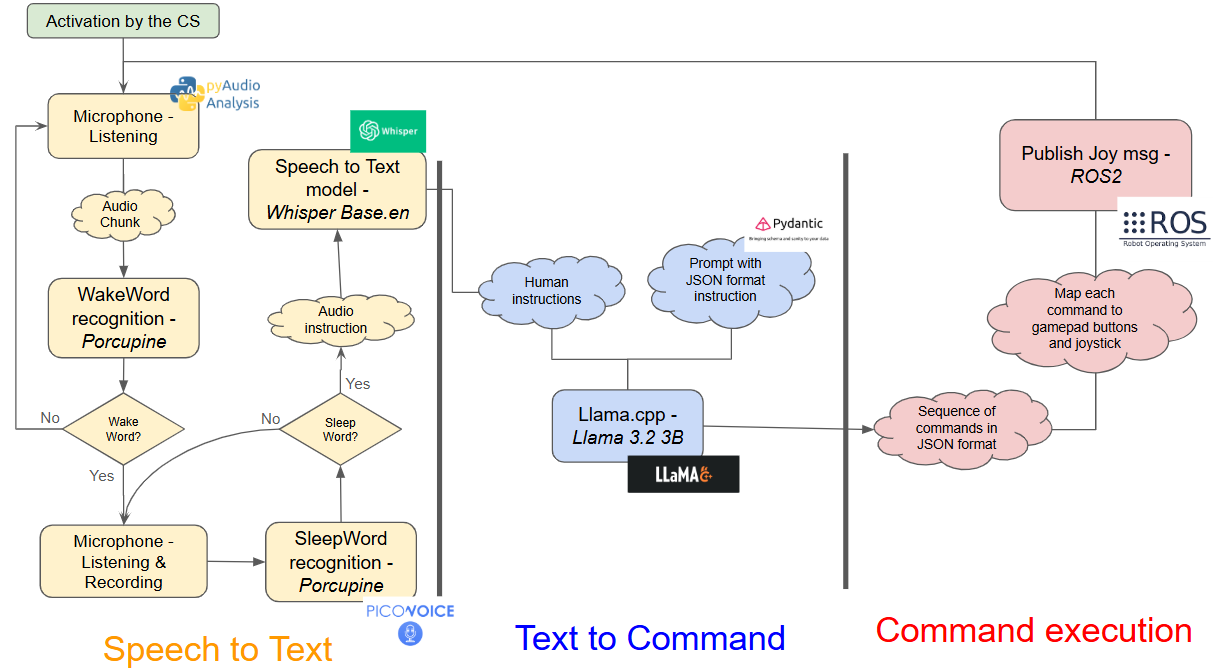 Activation by the CS
pyAudio
Analysis
Microphone -
Listening
Audio
Chunk
WakeWord
recognition -
Porcupine
Wake
Word?
No
Yes
Microphone -
Listening &
Recording
SleepWord
recognition -
Porcupine
PICOVOICE
Sleep
Word?
No
Yes
Audio
instruction
Whisper
Speech to Text
model -
Whisper Base.en
Speech to Text
Human
instructions
Pydantic
Bringing schema and sanity to your data
Prompt with
JSON format
instruction
Llama.cpp -
Llama 3.2 3B
LLaMA C++
Text to Command
Sequence of
commands in
JSON format
Map each
command to
gamepad buttons
and joystick
Publish Joy msg -
ROS2
ROS
Robot Operating System
Command execution